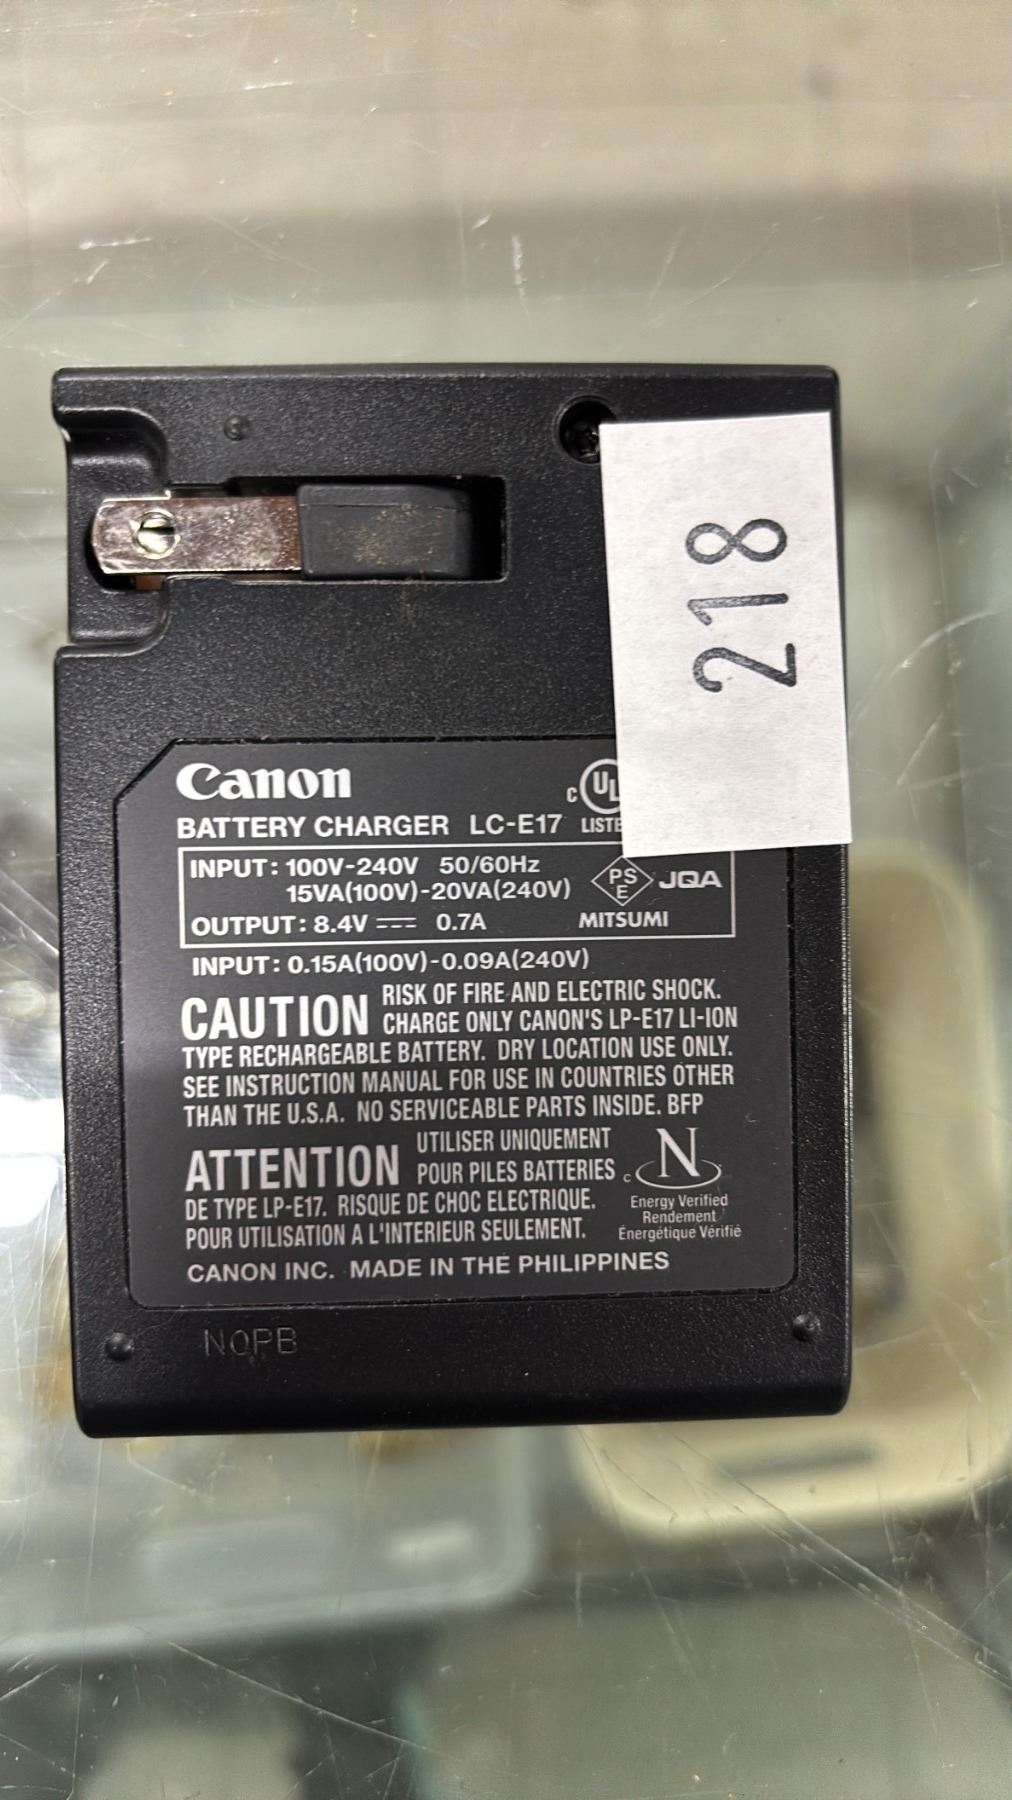 218
Canon
C UL
BATTERY CHARGER LC-E17 LISTE
INPUT: 100V-240V 50/60Hz
15VA(100V)-20VA(240V)
PS E JQA
OUTPUT: 8.4V ⎓ 0.7A MITSUMI
INPUT: 0.15A(100V)-0.09A(240V)
CAUTION RISK OF FIRE AND ELECTRIC SHOCK.
CHARGE ONLY CANON'S LP-E17 LI-ION
TYPE RECHARGEABLE BATTERY. DRY LOCATION USE ONLY.
SEE INSTRUCTION MANUAL FOR USE IN COUNTRIES OTHER
THAN THE U.S.A. NO SERVICEABLE PARTS INSIDE. BFP
ATTENTION UTILISER UNIQUEMENT
POUR PILES BATTERIES
DE TYPE LP-E17. RISQUE DE CHOC ELECTRIQUE.
POUR UTILISATION A L'INTERIEUR SEULEMENT.
C N
Energy Verified
Rendement
Énergétique Vérifié
CANON INC. MADE IN THE PHILIPPINES
NQPB